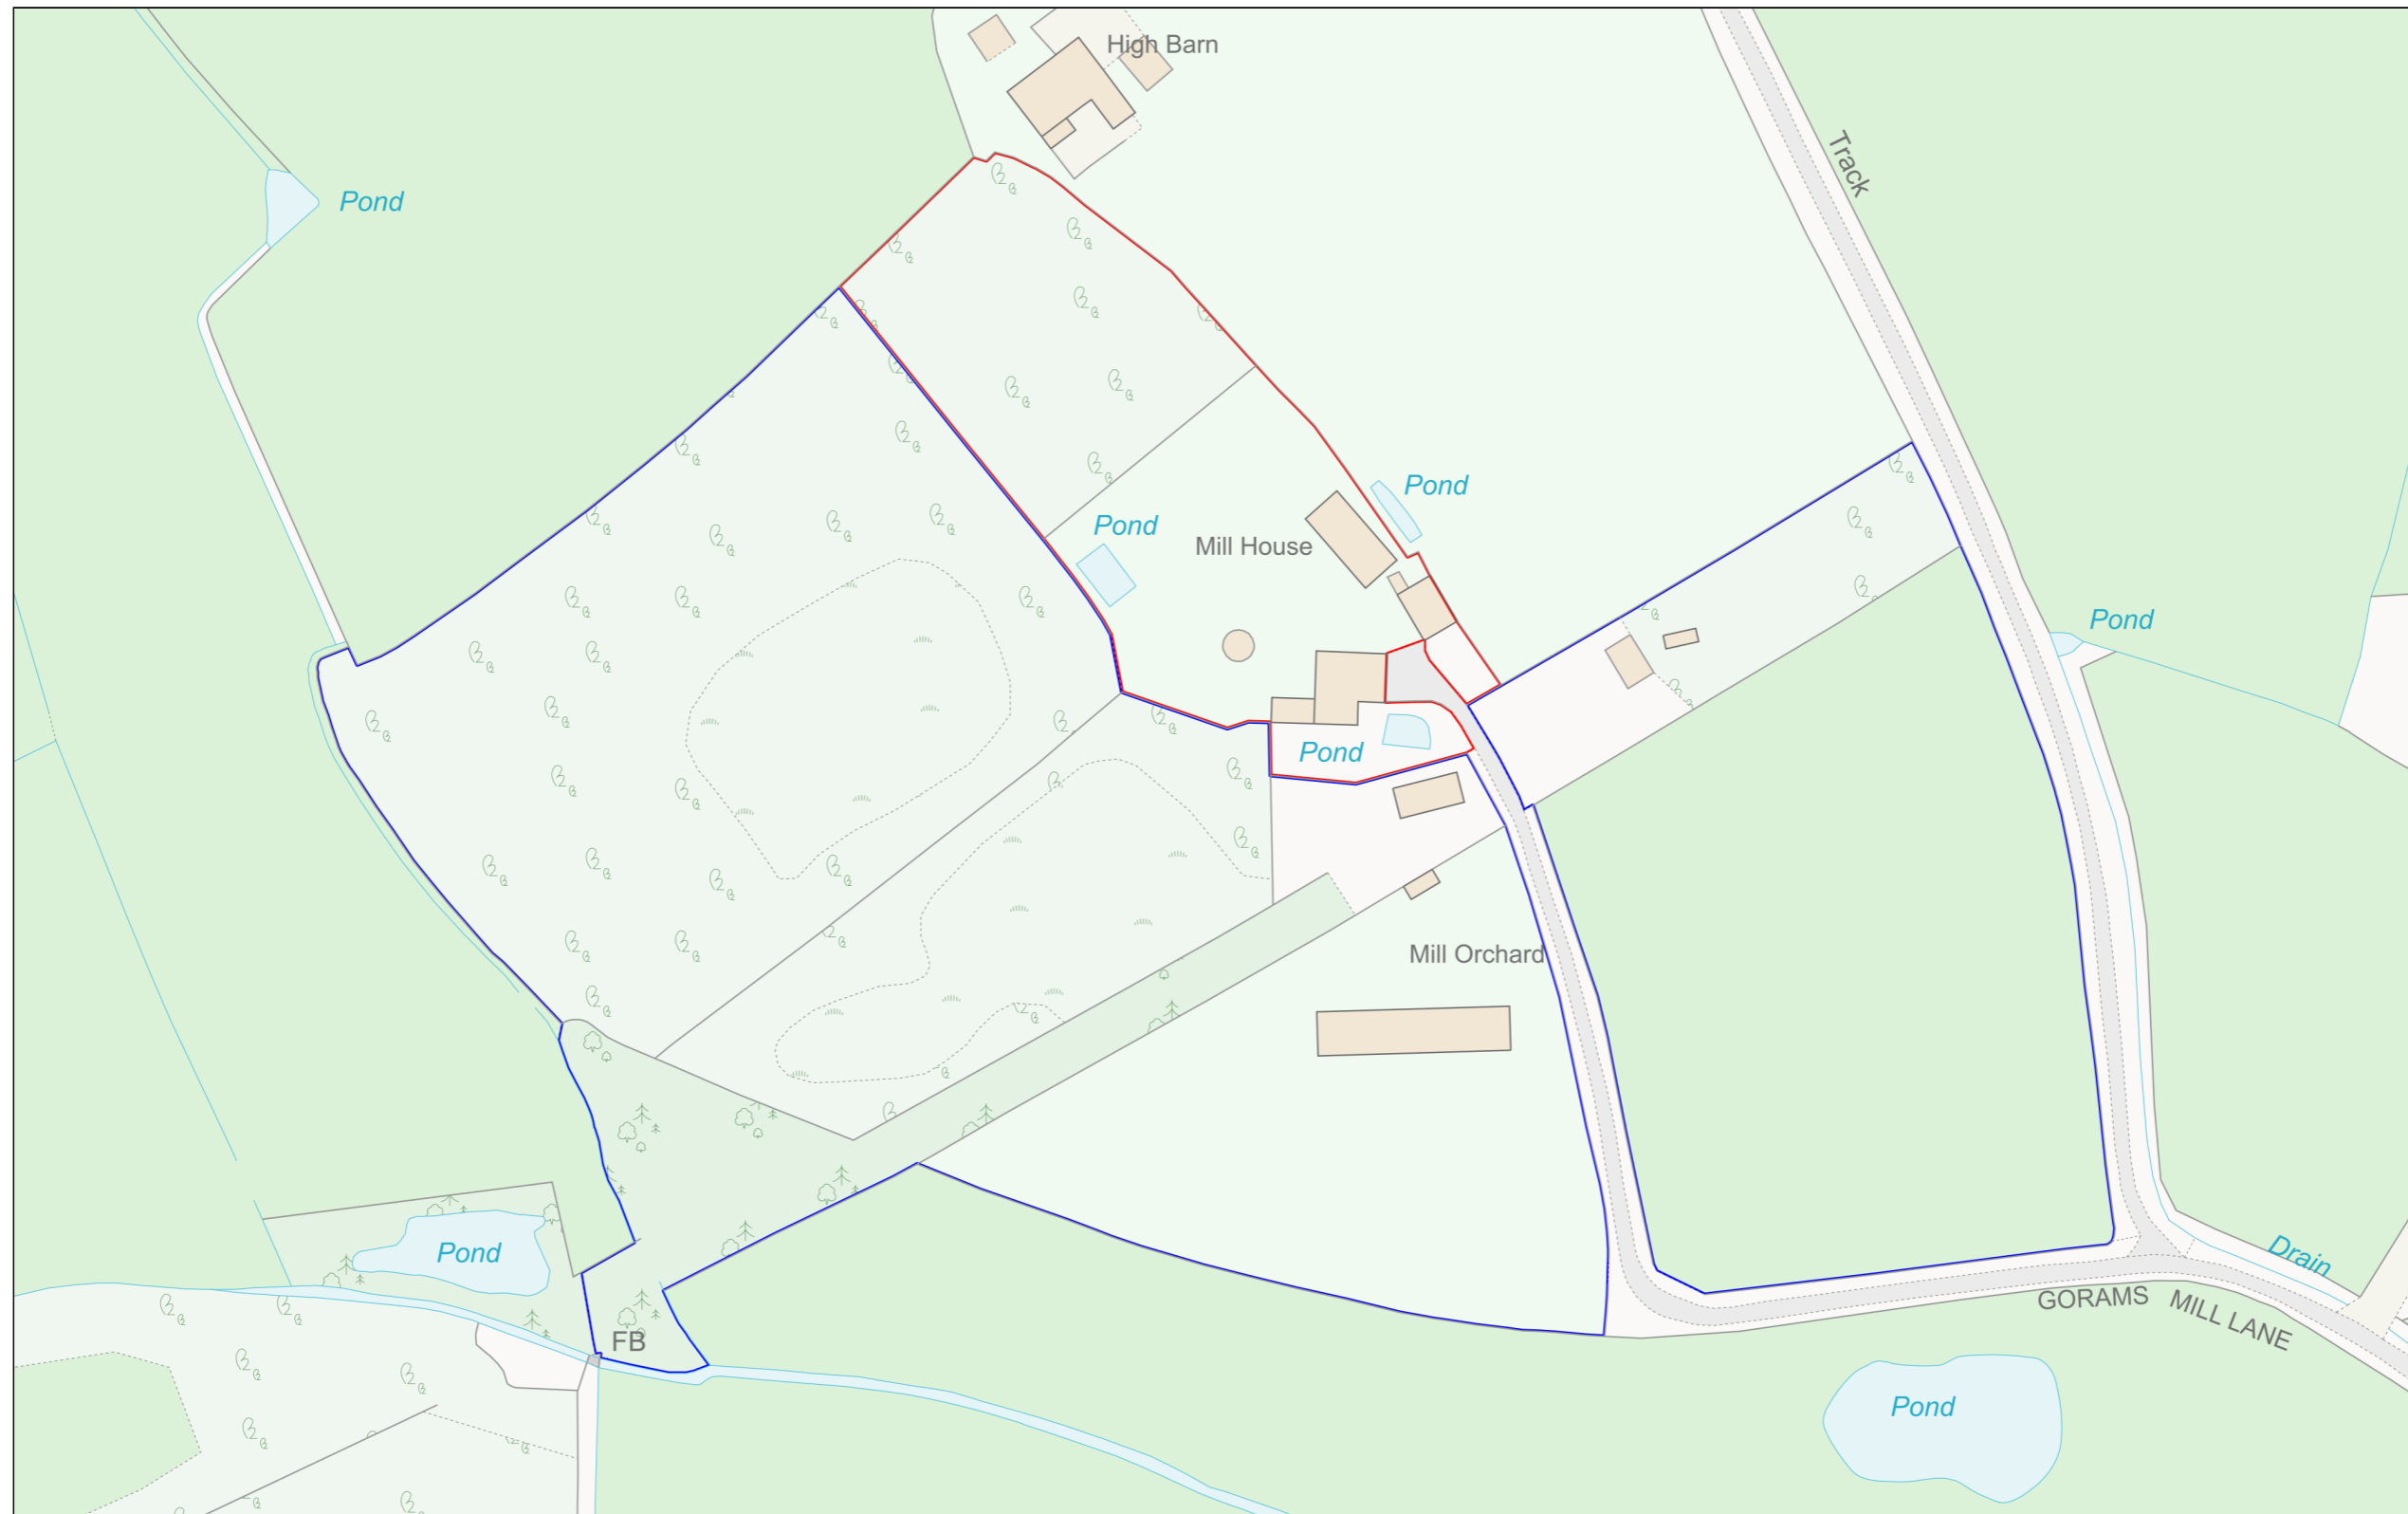 High Barn
Track
Pond
Pond
Pond
Mill House
Pond
Pond
Mill Orchard
Pond
Drain
GORAMS MILL LANE
FB
Pond